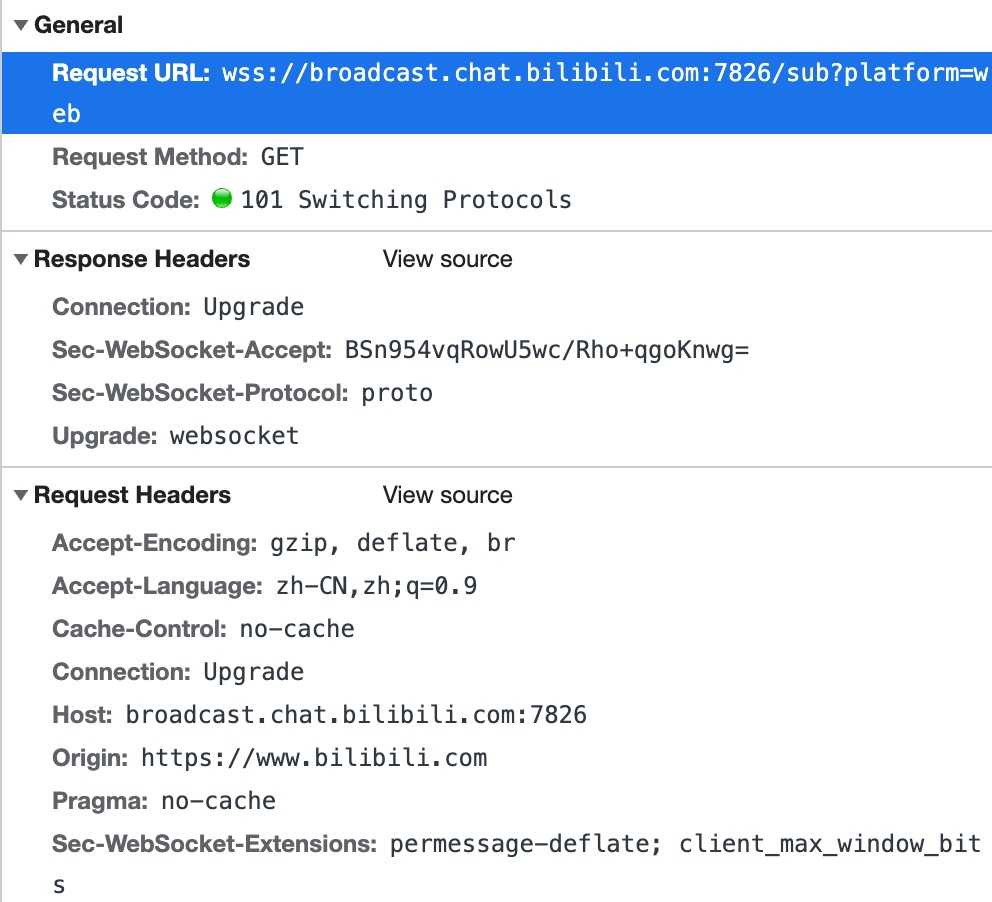 General
Request URL: wss://broadcast.chat.bilibili.com:7826/sub?platform=w
eb
Request Method: GET
Status Code: 101 Switching Protocols
Response Headers View source
Connection: Upgrade
Sec-WebSocket-Accept: BSn954vqRowU5wc/Rho+qgoKnwg=
Sec-WebSocket-Protocol: proto
Upgrade: websocket
Request Headers View source
Accept-Encoding: gzip, deflate, br
Accept-Language: zh-CN,zh;q=0.9
Cache-Control: no-cache
Connection: Upgrade
Host: broadcast.chat.bilibili.com:7826
Origin: https://www.bilibili.com
Pragma: no-cache
Sec-WebSocket-Extensions: permessage-deflate; client_max_window_bit
s